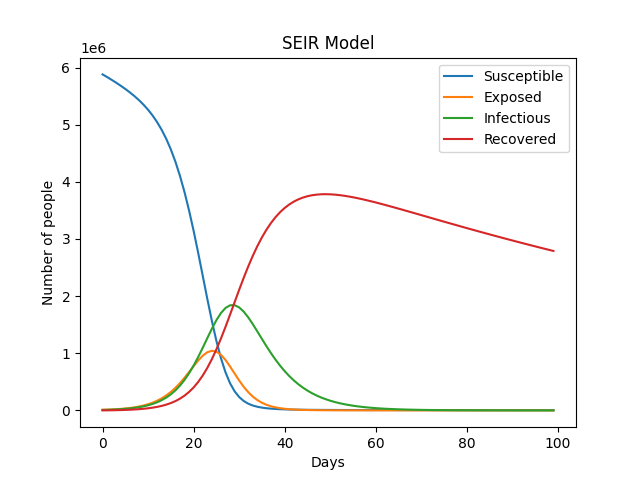 SEIR Model
1e6
Susceptible
Exposed
Infectious
Recovered
6
5
4
3
2
1
0
Number of people
0 20 40 60 80 100
Days